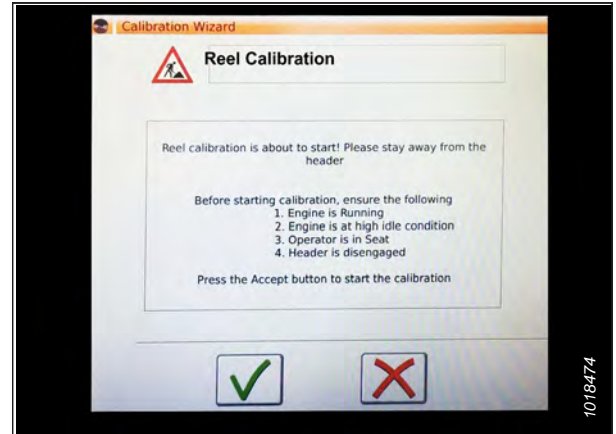 Calibration Wizard
Reel Calibration
Reel calibration is about to start! Please stay away from the
header
Before starting calibration, ensure the following
1. Engine is Running
2. Engine is at high idle condition
3. Operator is in Seat
4. Header is disengaged
Press the Accept button to start the calibration
1018474